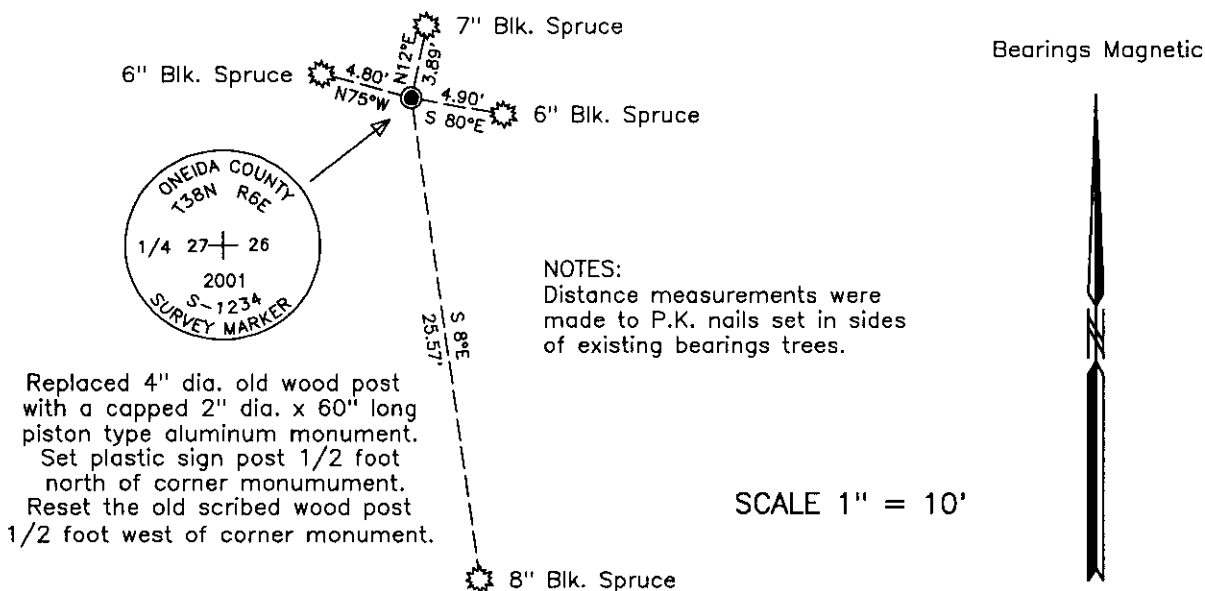 7" Blk. Spruce
Bearings Magnetic
6" Blk. Spruce
4.80'
N75°W
N12°E
3.89'
4.90'
S 80°E
6" Blk. Spruce
ONEIDA COUNTY
T38N R6E
1/4 27 26
2001
S-1234
SURVEY MARKER
NOTES:
Distance measurements were
made to P.K. nails set in sides
of existing bearings trees.
S 8°E
25.57'
Replaced 4" dia. old wood post
with a capped 2" dia. x 60" long
piston type aluminum monument.
Set plastic sign post 1/2 foot
north of corner monumument.
Reset the old scribed wood post
1/2 foot west of corner monument.
SCALE 1" = 10'
8" Blk. Spruce